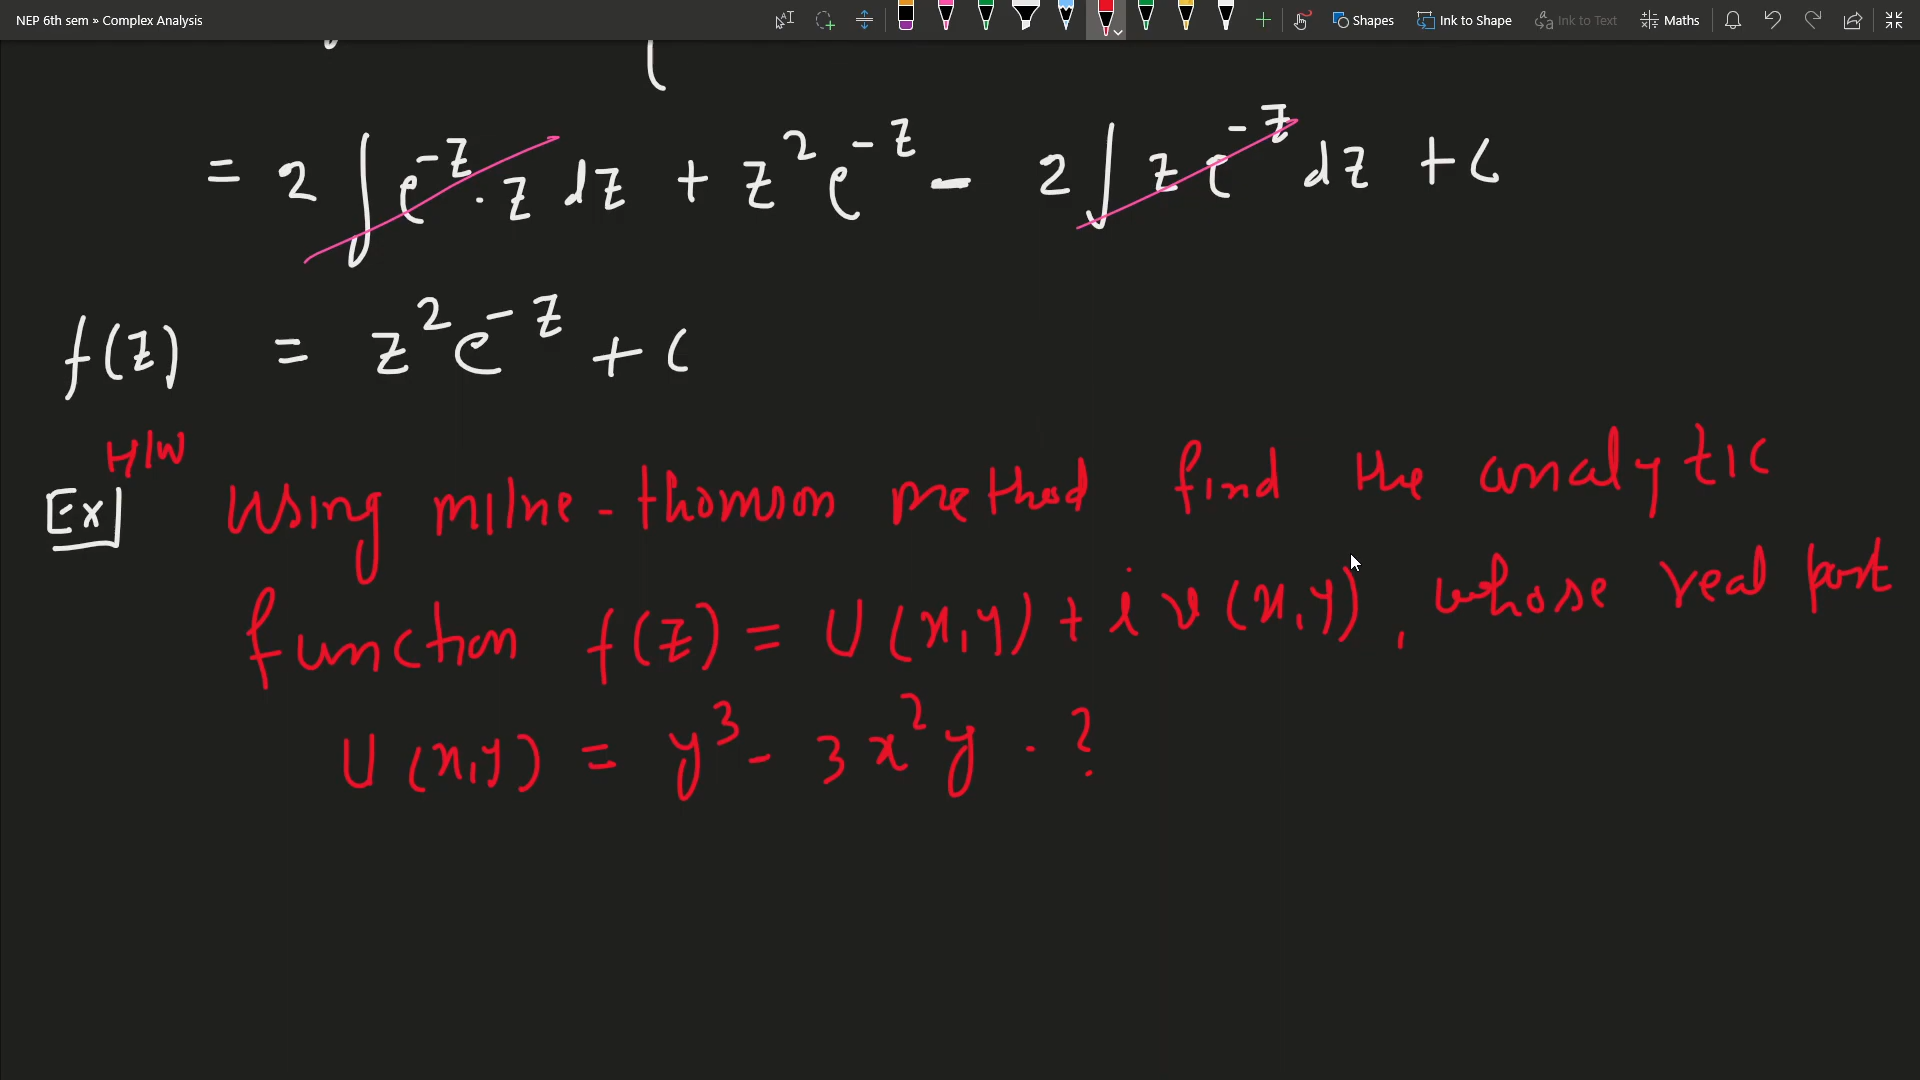 NEP 6th sem » Complex Analysis
Shapes Ink to Shape Ink to Text Maths
= 2 ∫ e^{-z} · z dz + z^2 e^{-z} - 2 ∫ z e^{-z} dz + c
f(z) = z^2 e^{-z} + c
H/W
Ex Using milne-thomson method find the analytic
function f(z) = U(x,y) + i v(x,y), whose real part
U(x,y) = y^3 - 3x^2y . ?